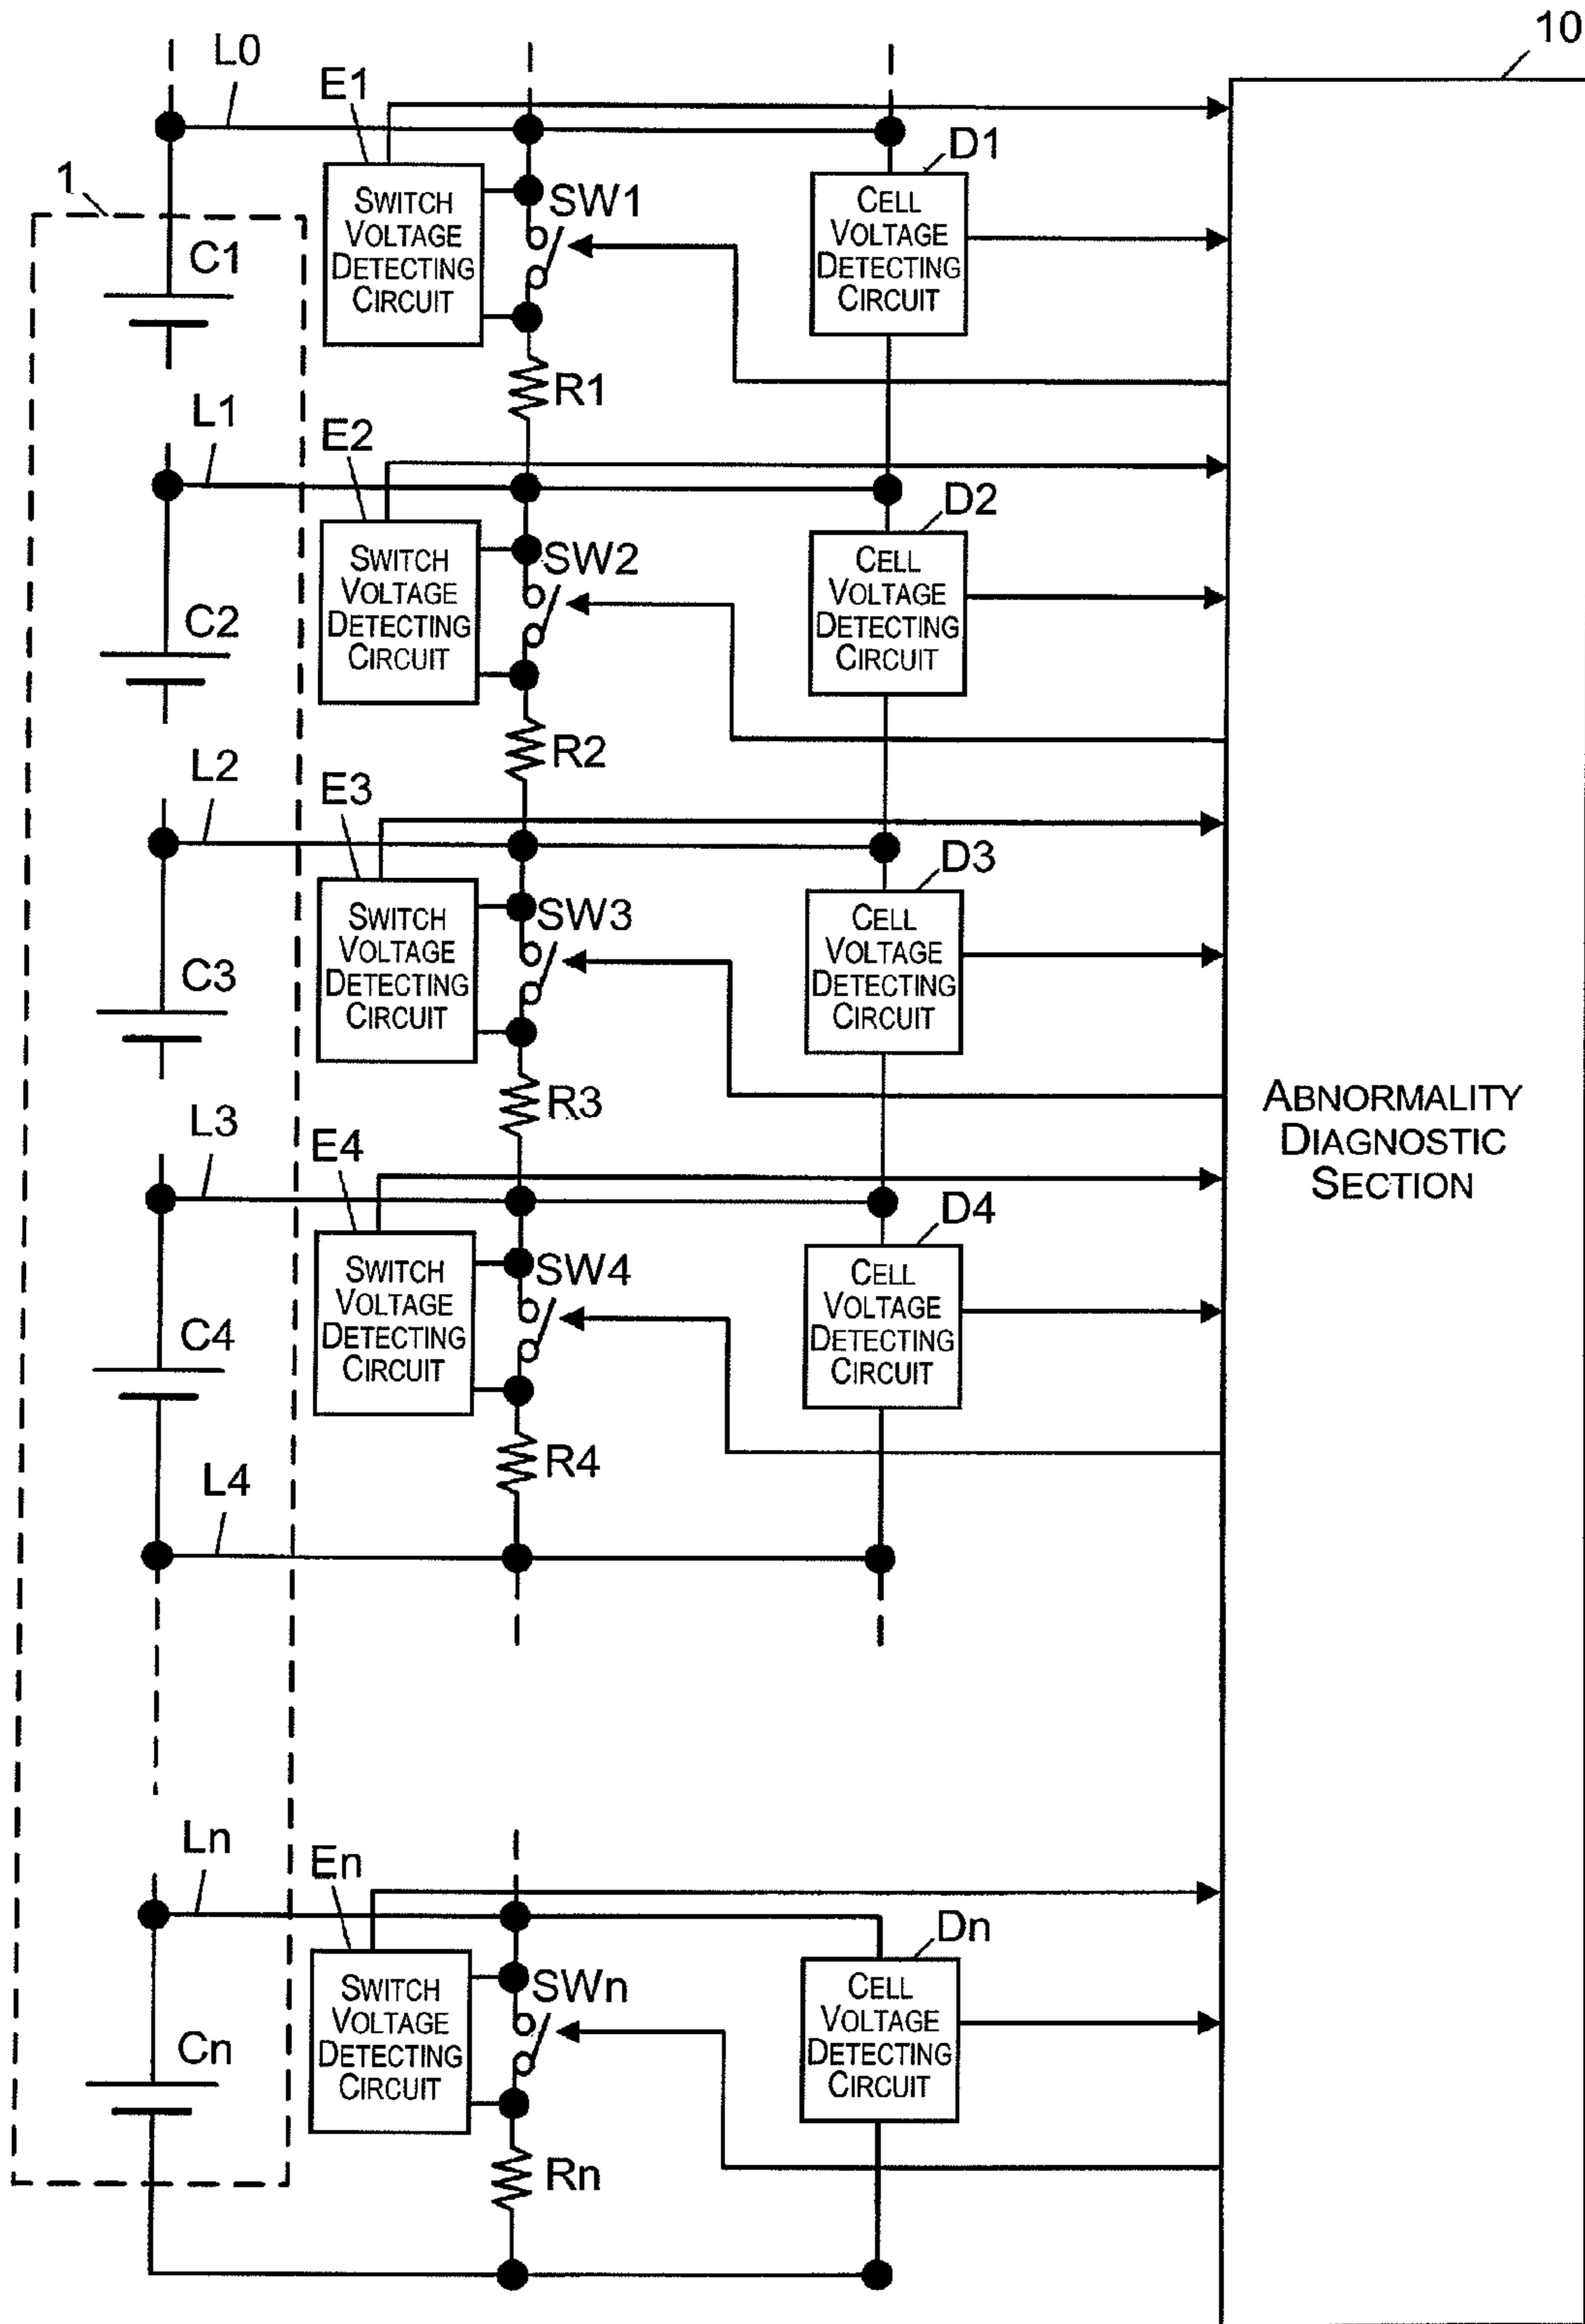 10
L0
E1
D1
1
SWITCH
VOLTAGE
DETECTING
CIRCUIT
SW1
CELL
VOLTAGE
DETECTING
CIRCUIT
C1
R1
L1
E2
D2
SWITCH
VOLTAGE
DETECTING
CIRCUIT
SW2
CELL
VOLTAGE
DETECTING
CIRCUIT
C2
R2
L2
E3
D3
SWITCH
VOLTAGE
DETECTING
CIRCUIT
SW3
CELL
VOLTAGE
DETECTING
CIRCUIT
C3
R3
ABNORMALITY
DIAGNOSTIC
SECTION
L3
E4
D4
SWITCH
VOLTAGE
DETECTING
CIRCUIT
SW4
CELL
VOLTAGE
DETECTING
CIRCUIT
C4
R4
L4
Ln
En
Dn
SWITCH
VOLTAGE
DETECTING
CIRCUIT
SWn
CELL
VOLTAGE
DETECTING
CIRCUIT
Cn
Rn